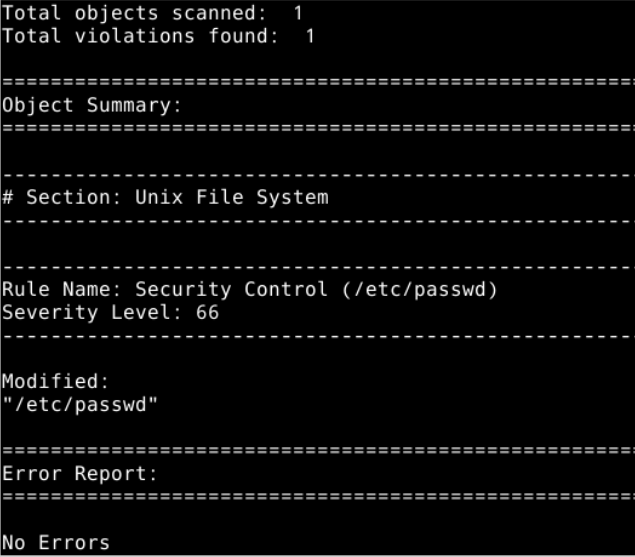 Total objects scanned:  1
Total violations found:  1
===============================================================
Object Summary:
===============================================================
---------------------------------------------------------------
# Section: Unix File System
---------------------------------------------------------------
---------------------------------------------------------------
Rule Name: Security Control (/etc/passwd)
Severity Level: 66
---------------------------------------------------------------
Modified:
"/etc/passwd"
===============================================================
Error Report:
===============================================================
No Errors